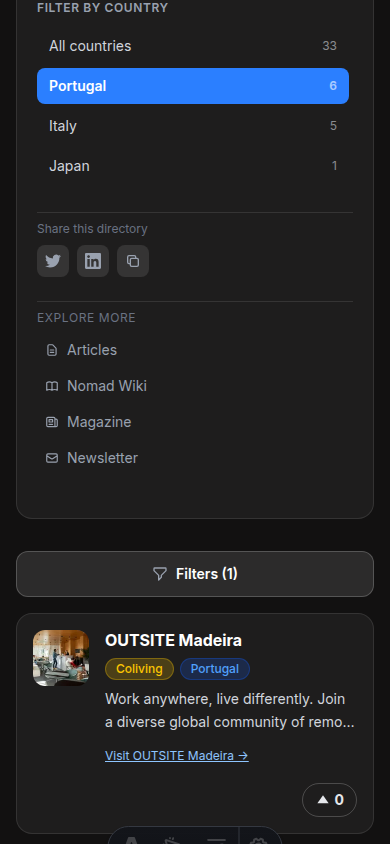 FILTER BY COUNTRY
All countries 33
Portugal 6
Italy 5
Japan 1
Share this directory
EXPLORE MORE
Articles
Nomad Wiki
Magazine
Newsletter
Filters (1)
OUTSITE Madeira
Coliving Portugal
Work anywhere, live differently. Join
a diverse global community of remo...
Visit OUTSITE Madeira →
▲ 0